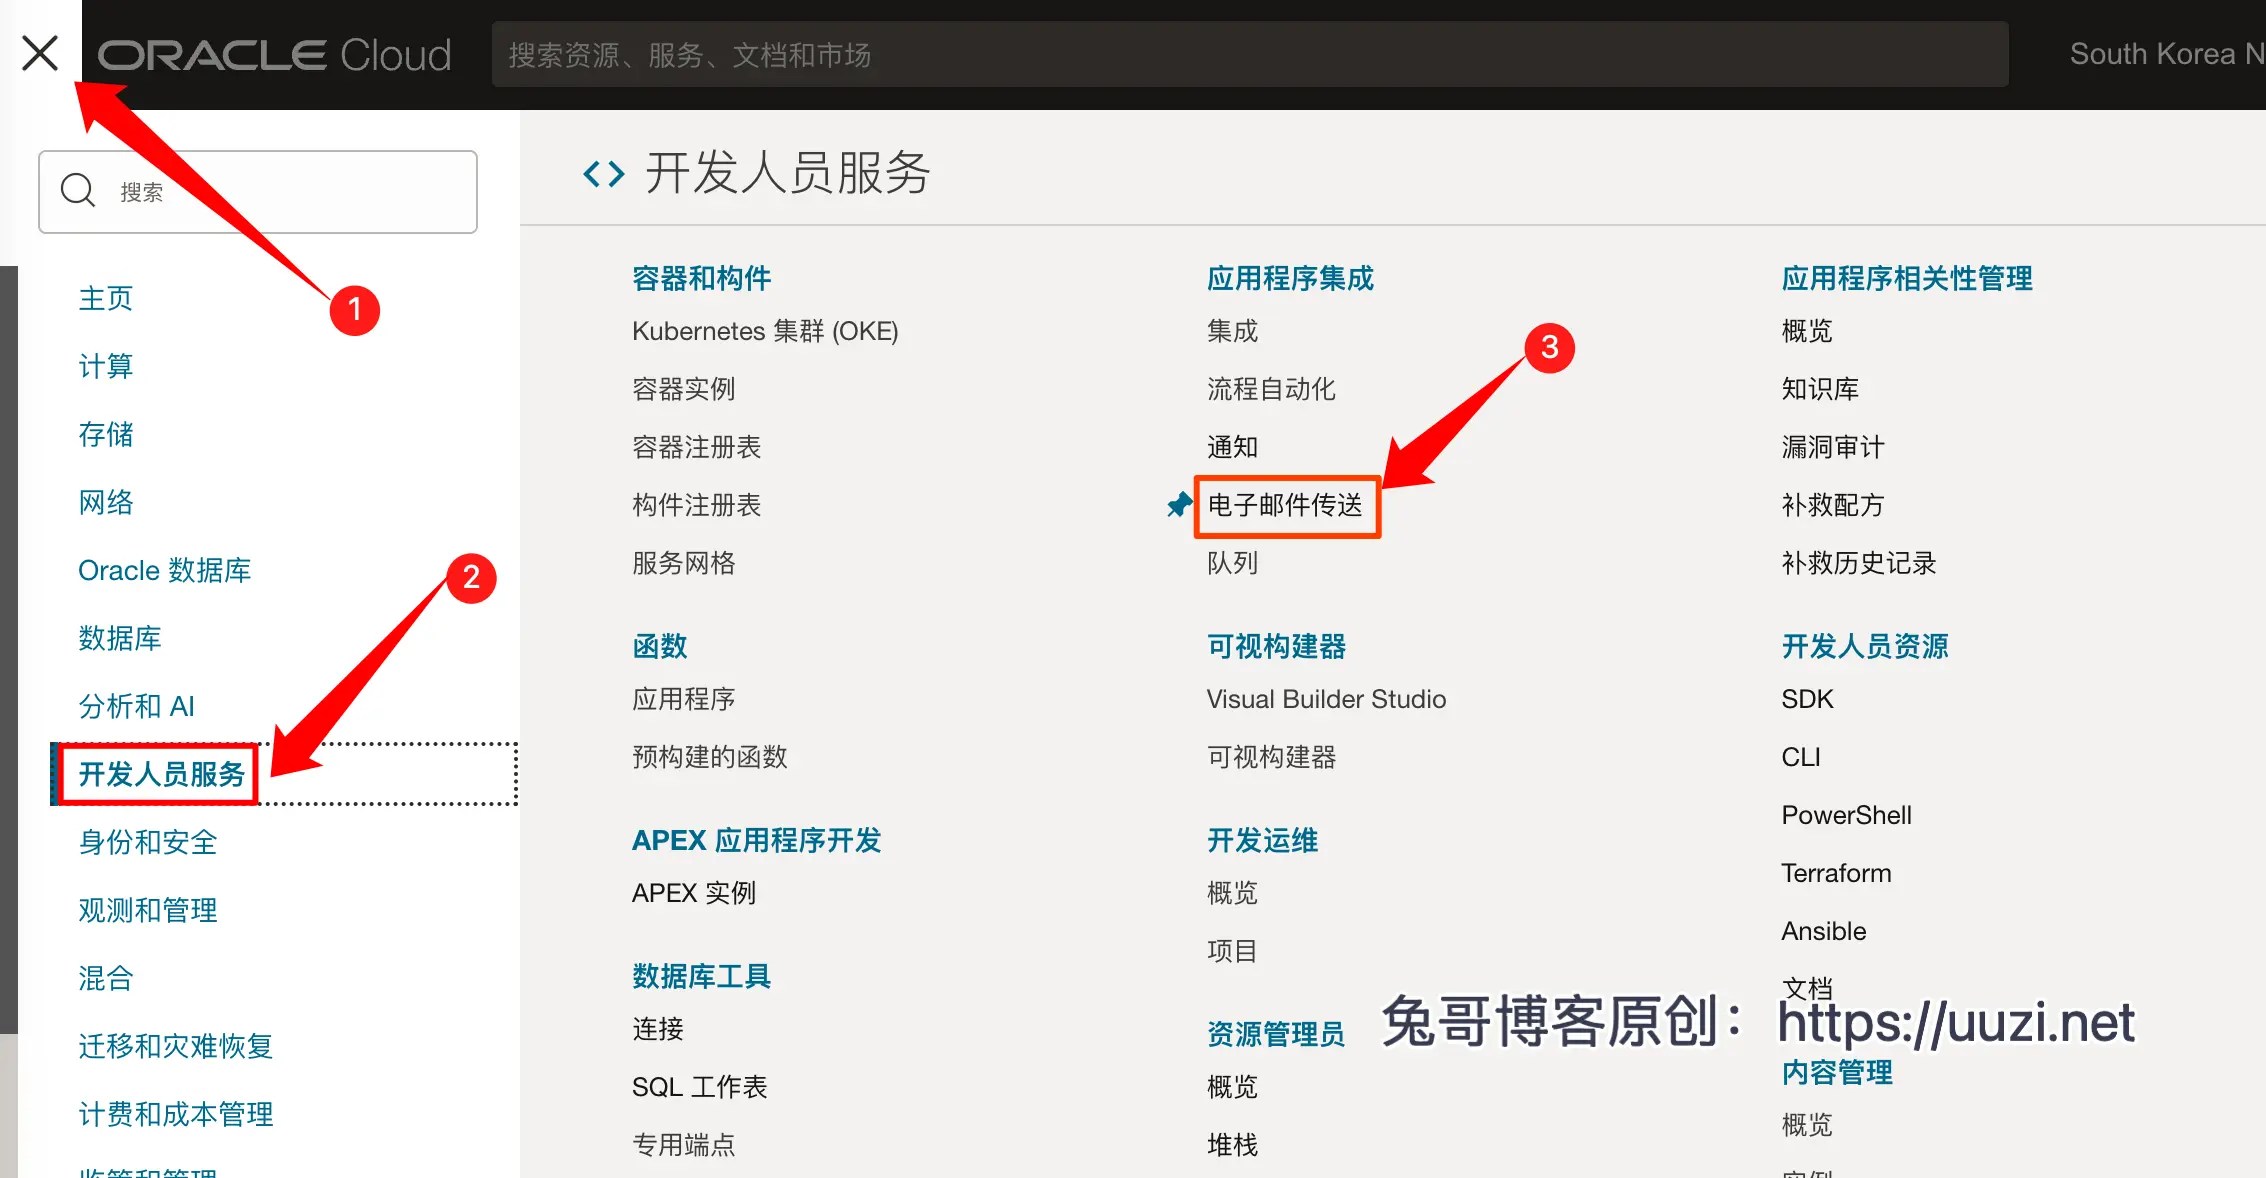 ORACLE Cloud
搜索资源、服务、文档和市场
South Korea N
搜索
1
主页
计算
存储
网络
Oracle 数据库
2
数据库
分析和 AI
开发人员服务
身份和安全
观测和管理
混合
迁移和灾难恢复
计费和成本管理
监管和管理
<> 开发人员服务
容器和构件
Kubernetes 集群 (OKE)
容器实例
容器注册表
构件注册表
服务网格
函数
应用程序
预构建的函数
APEX 应用程序开发
APEX 实例
数据库工具
连接
SQL 工作表
专用端点
应用程序集成
集成
3
流程自动化
通知
电子邮件传送
队列
可视构建器
Visual Builder Studio
可视构建器
开发运维
概览
项目
资源管理员
概览
堆栈
应用程序相关性管理
概览
知识库
漏洞审计
补救配方
补救历史记录
开发人员资源
SDK
CLI
PowerShell
Terraform
Ansible
文档
兔哥博客原创：https://uuzi.net
内容管理
概览
实例